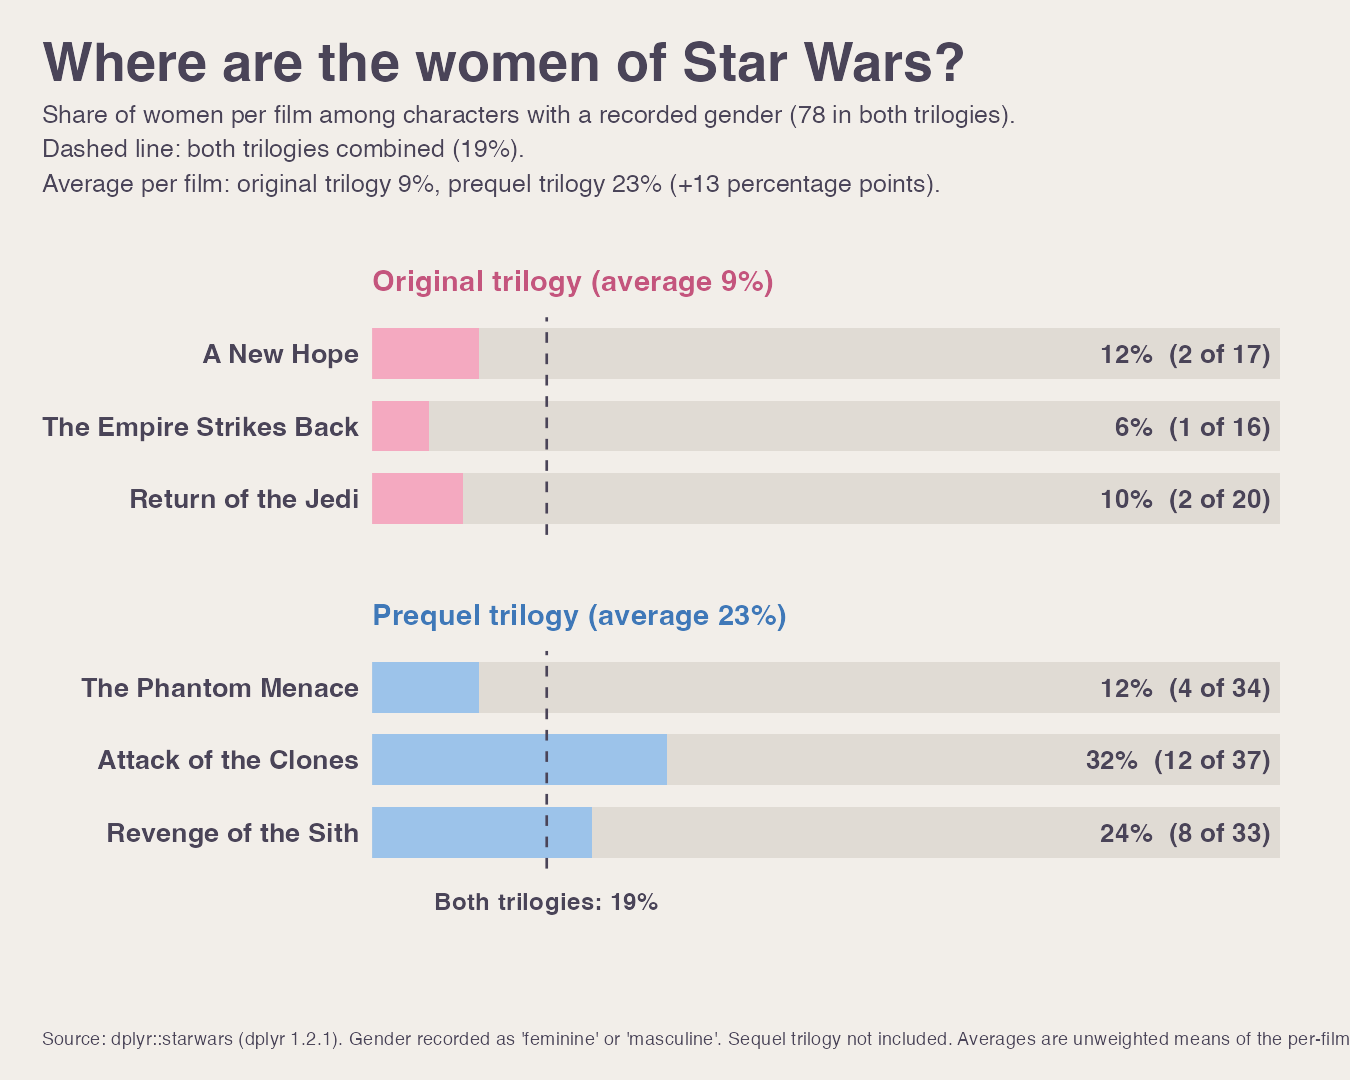 Where are the women of Star Wars?
Share of women per film among characters with a recorded gender (78 in both trilogies).
Dashed line: both trilogies combined (19%).
Average per film: original trilogy 9%, prequel trilogy 23% (+13 percentage points).
Original trilogy (average 9%)
A New Hope 12% (2 of 17)
The Empire Strikes Back 6% (1 of 16)
Return of the Jedi 10% (2 of 20)
Prequel trilogy (average 23%)
The Phantom Menace 12% (4 of 34)
Attack of the Clones 32% (12 of 37)
Revenge of the Sith 24% (8 of 33)
Both trilogies: 19%
Source: dplyr::starwars (dplyr 1.2.1). Gender recorded as 'feminine' or 'masculine'. Sequel trilogy not included. Averages are unweighted means of the per-film